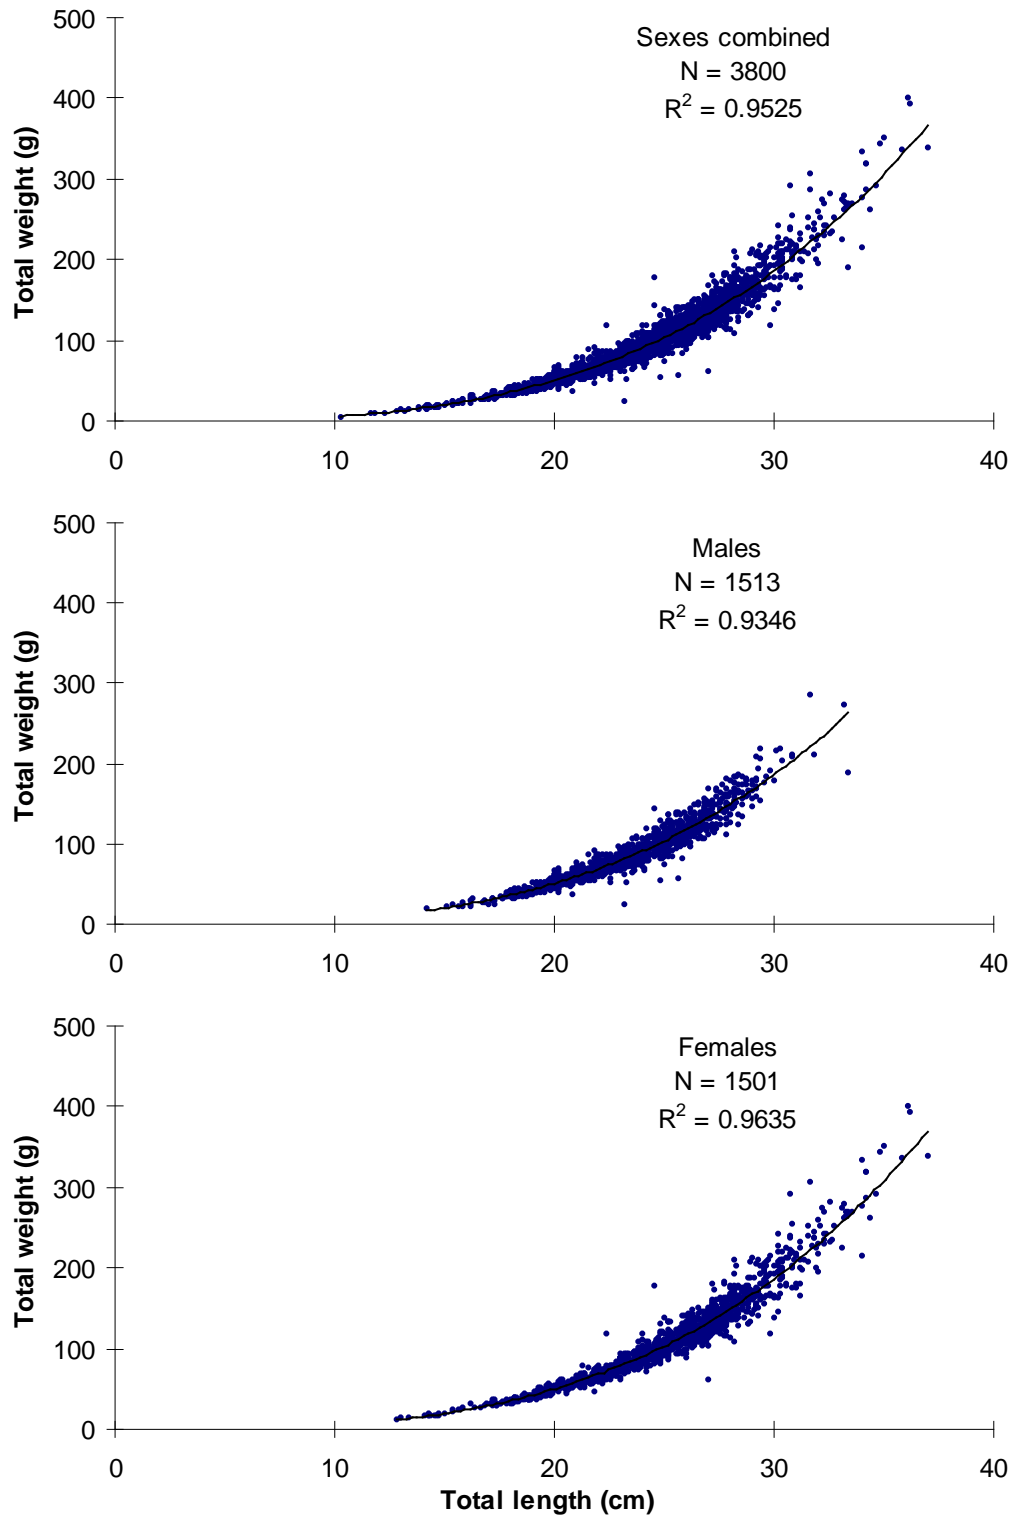 500
400
300
200
100
0
Total weight (g)
Sexes combined
N = 3800
R² = 0.9525
0 10 20 30 40
500
400
300
200
100
0
Total weight (g)
Males
N = 1513
R² = 0.9346
0 10 20 30 40
500
400
300
200
100
0
Total weight (g)
Females
N = 1501
R² = 0.9635
0 10 20 30 40
Total length (cm)